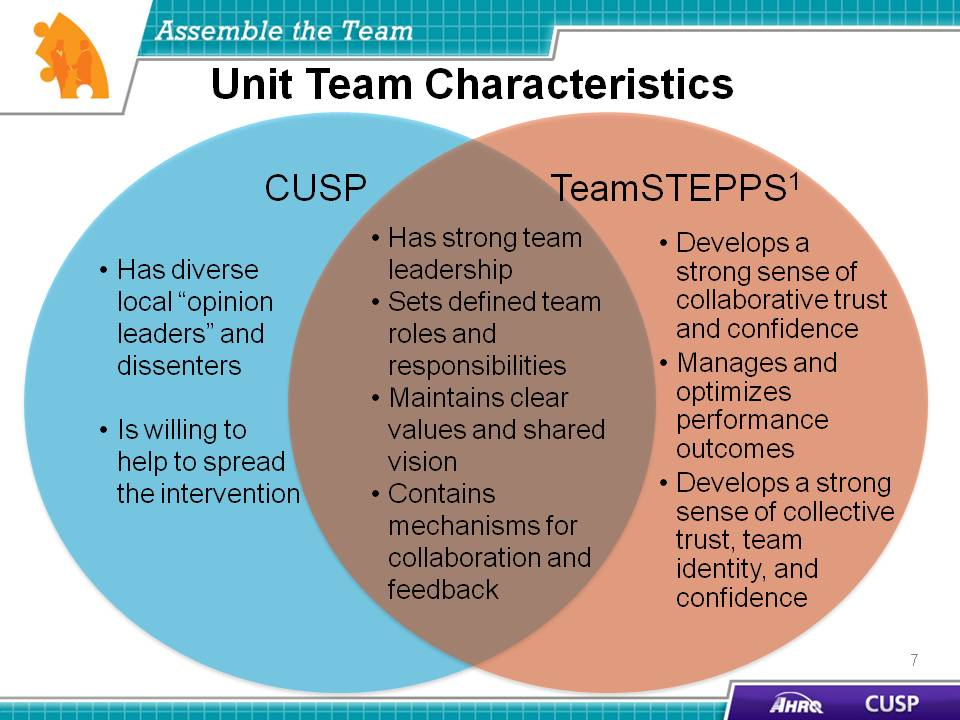 Assemble the Team
Unit Team Characteristics
CUSP
• Has diverse
local “opinion
leaders” and
dissenters
• Is willing to
help to spread
the intervention
• Has strong team
leadership
• Sets defined team
roles and
responsibilities
• Maintains clear
values and shared
vision
• Contains
mechanisms for
collaboration and
feedback
TeamSTEPPS¹
• Develops a
strong sense of
collaborative trust
and confidence
• Manages and
optimizes
performance
outcomes
• Develops a strong
sense of collective
trust, team
identity, and
confidence
7
AHRQ
CUSP